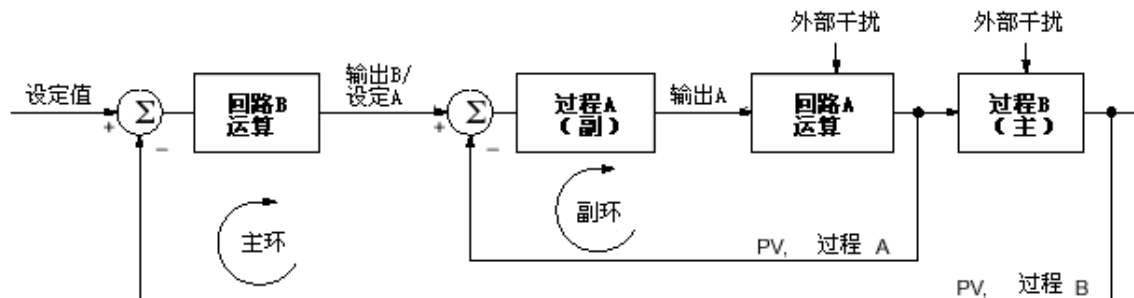 外部干扰
外部干扰
设定值
Σ
+
−
回路B
运算
输出B/
设定A
Σ
+
−
过程A
(副)
输出A
回路A
运算
过程B
(主)
主环
副环
PV, 过程 A
PV, 过程 B